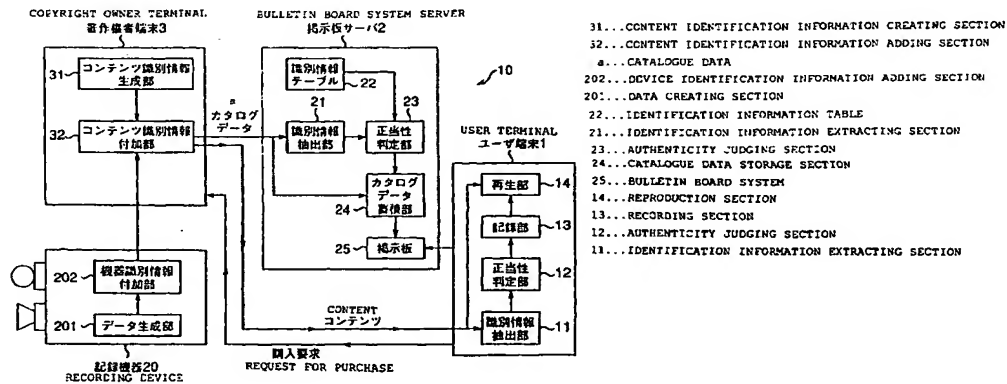 COPYRIGHT OWNER TERMINAL
著作権者端末3
31
コンテンツ識別情報
生成部
32
コンテンツ識別情報
付加部
a
カタログ
データ
BULLETIN BOARD SYSTEM SERVER
掲示板サーバ2
識別情報
テーブル
22
21
識別情報
抽出部
23
正当性
判定部
カタログ
データ
蓄積部
24
25
掲示板
10
USER TERMINAL
ユーザ端末1
再生部
14
記録部
13
正当性
判定部
12
識別情報
抽出部
11
202
機器識別情報
付加部
201
データ生成部
記録機器20
RECORDING DEVICE
CONTENT
コンテンツ
購入要求
REQUEST FOR PURCHASE
31...CONTENT IDENTIFICATION INFORMATION CREATING SECTION
32...CONTENT IDENTIFICATION INFORMATION ADDING SECTION
a...CATALOGUE DATA
202...DEVICE IDENTIFICATION INFORMATION ADDING SECTION
201...DATA CREATING SECTION
22...IDENTIFICATION INFORMATION TABLE
21...IDENTIFICATION INFORMATION EXTRACTING SECTION
23...AUTHENTICITY JUDGING SECTION
24...CATALOGUE DATA STORAGE SECTION
25...BULLETIN BOARD SYSTEM
14...REPRODUCTION SECTION
13...RECORDING SECTION
12...AUTHENTICITY JUDGING SECTION
11...IDENTIFICATION INFORMATION EXTRACTING SECTION